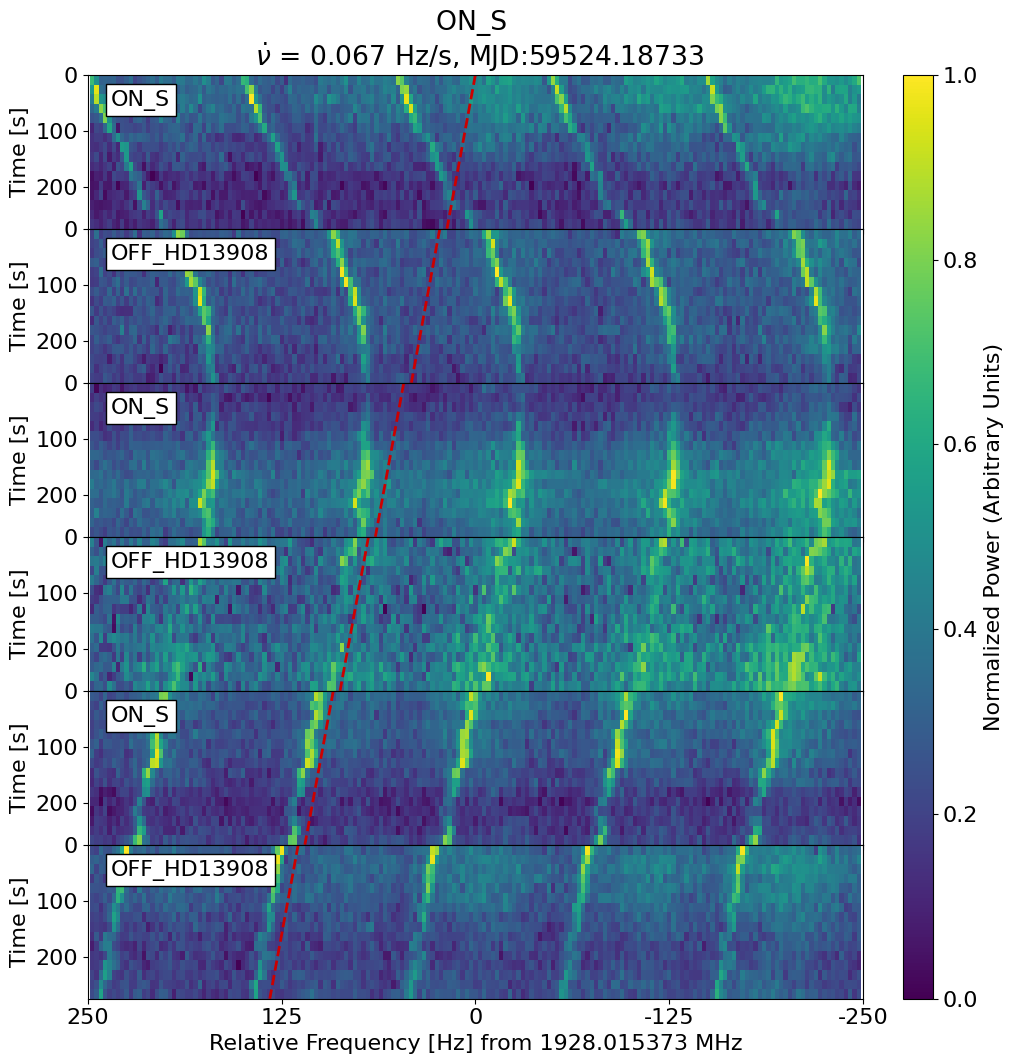 ON_S
ν̇ = 0.067 Hz/s, MJD:59524.18733
0
100
200
Time [s]
ON_S
0
100
200
Time [s]
OFF_HD13908
0
100
200
Time [s]
ON_S
0
100
200
Time [s]
OFF_HD13908
0
100
200
Time [s]
ON_S
0
100
200
Time [s]
OFF_HD13908
250 125 0 -125 -250
Relative Frequency [Hz] from 1928.015373 MHz
1.0
0.8
0.6
0.4
0.2
0.0
Normalized Power (Arbitrary Units)